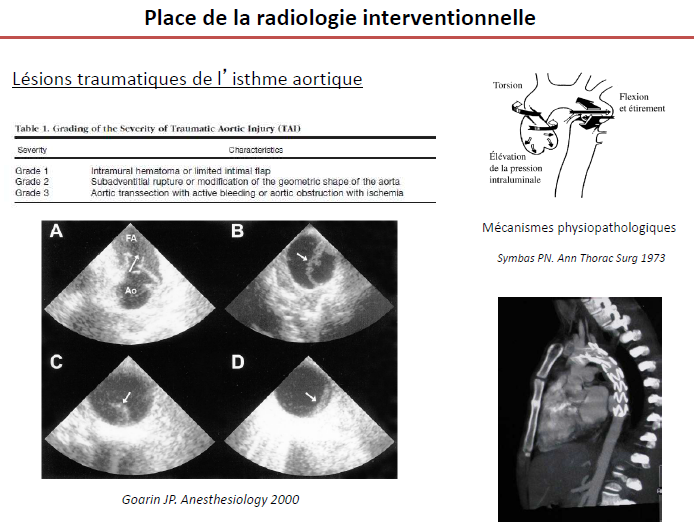 Place de la radiologie interventionnelle
Lésions traumatiques de l’isthme aortique
Table 1. Grading of the Severity of Traumatic Aortic Injury (TAI)
Severity Characteristics
Grade 1 Intramural hematoma or limited intimal flap
Grade 2 Subadventitial rupture or modification of the geometric shape of the aorta
Grade 3 Aortic transsection with active bleeding or aortic obstruction with ischemia
A
FA
Ao
B
C
D
Goarin JP. Anesthesiology 2000
Torsion
Flexion
et étirement
Élévation
de la pression
intraluminale
Mécanismes physiopathologiques
Symbas PN. Ann Thorac Surg 1973